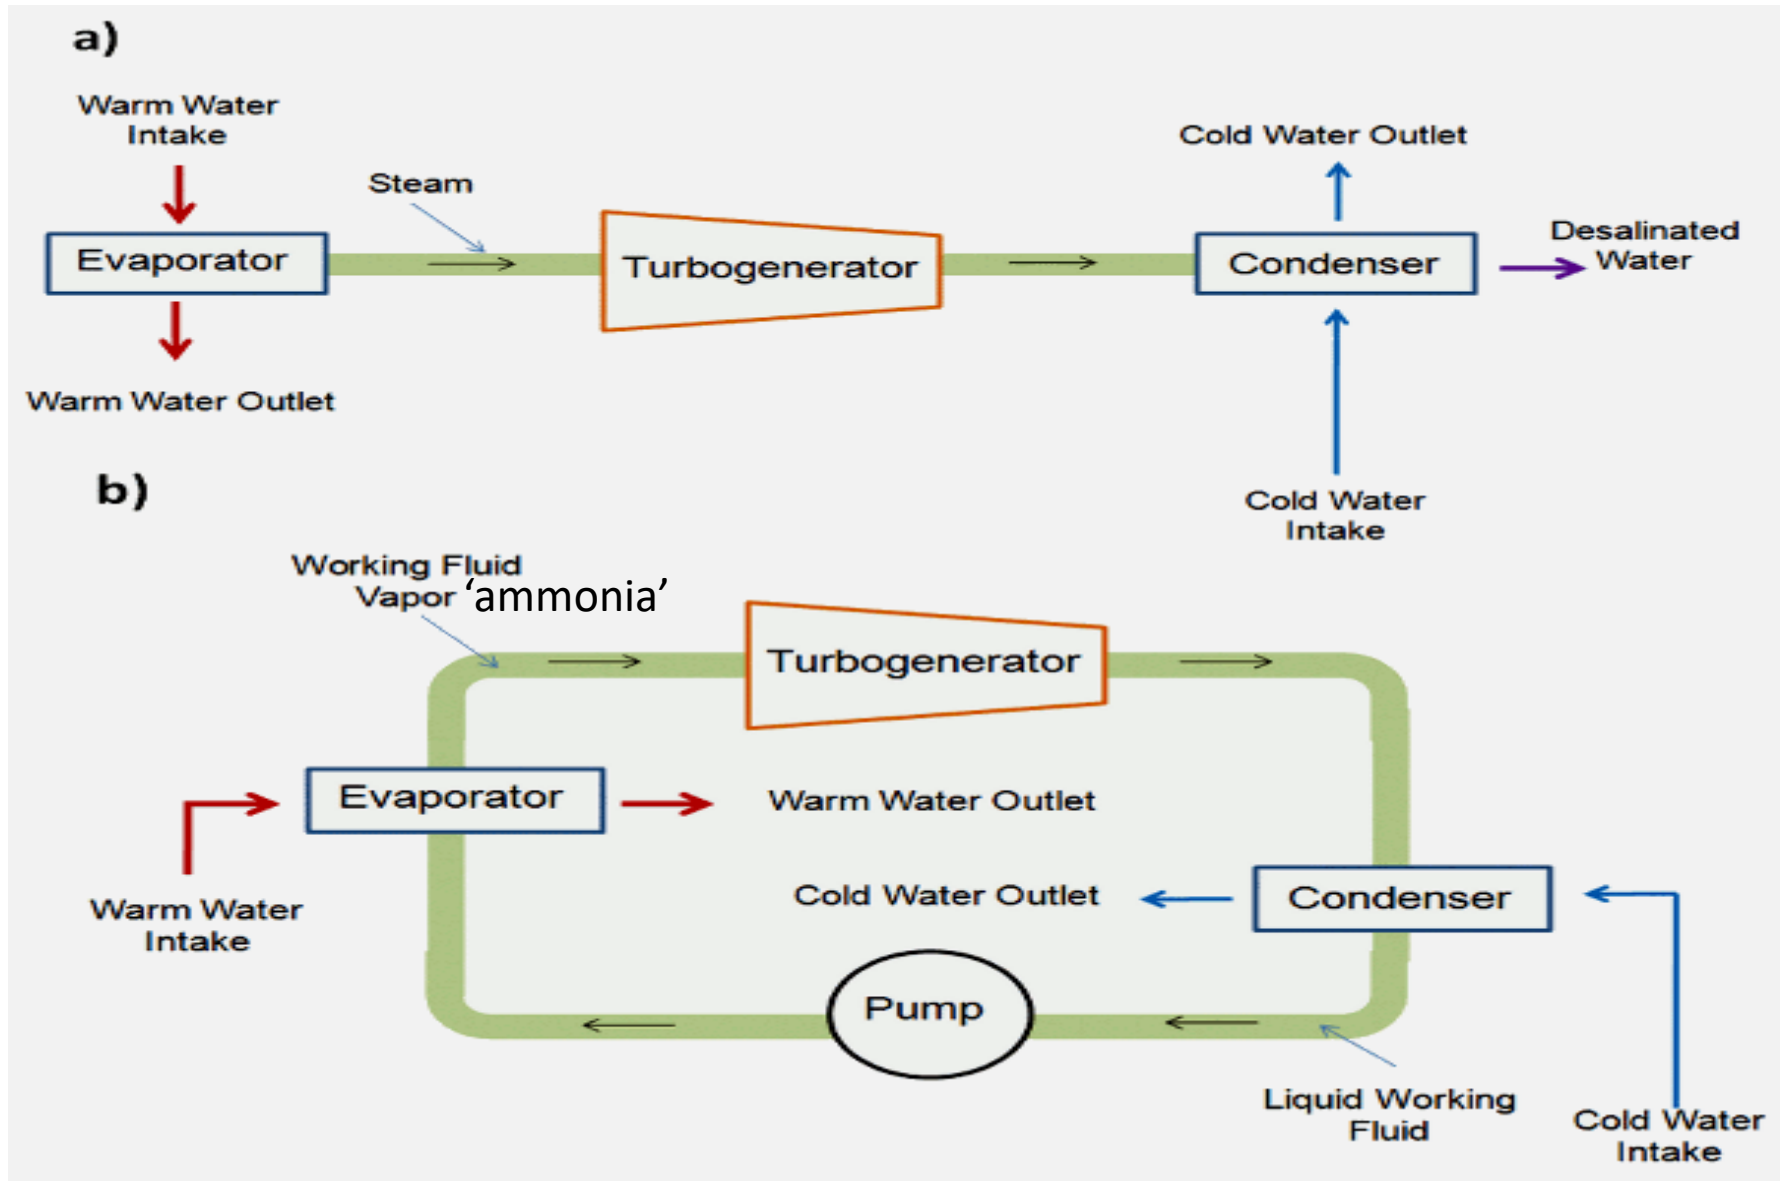 a)
Warm Water
Intake
Steam
Evaporator
Warm Water Outlet
Turbogenerator
Cold Water Outlet
Condenser
Desalinated
Water
Cold Water
Intake
b)
Working Fluid
Vapor ‘ammonia’
Turbogenerator
Evaporator
Warm Water Outlet
Warm Water
Intake
Cold Water Outlet
Condenser
Pump
Liquid Working
Fluid
Cold Water
Intake